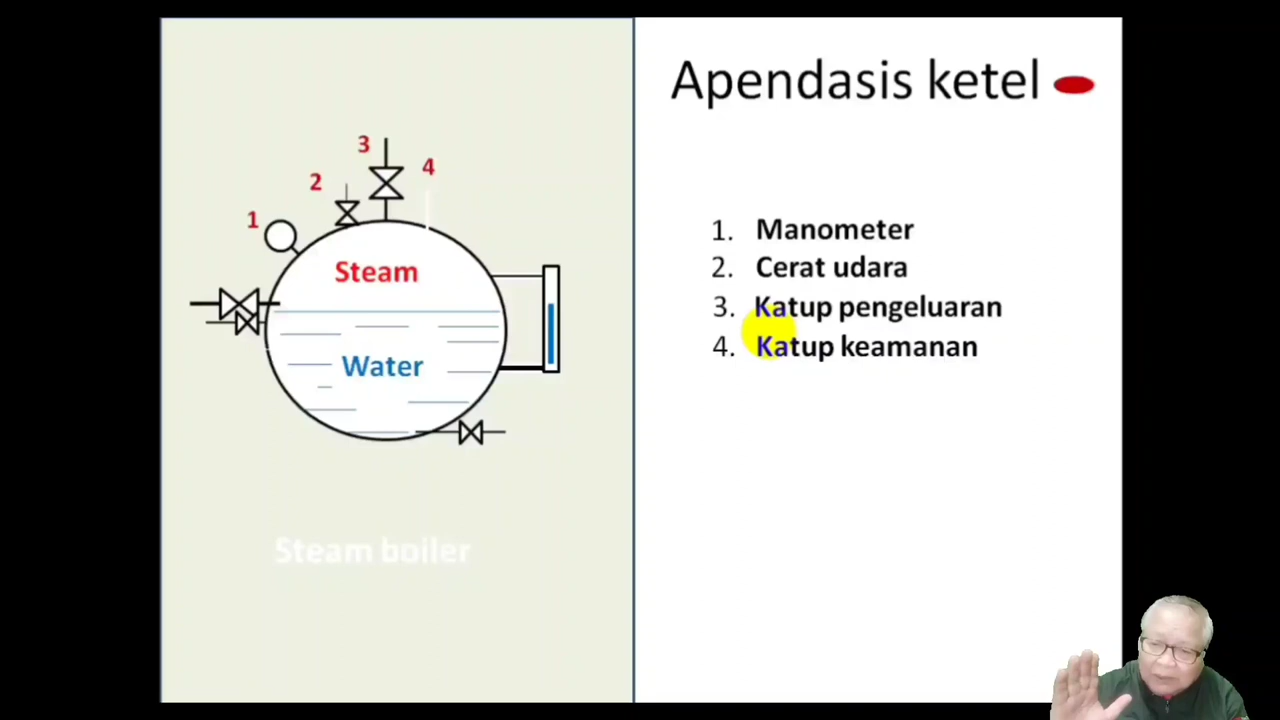 Apendasis ketel
3
4
2
1
Steam
Water
Steam boiler
1. Manometer
2. Cerat udara
3. Katup pengeluaran
4. Katup keamanan